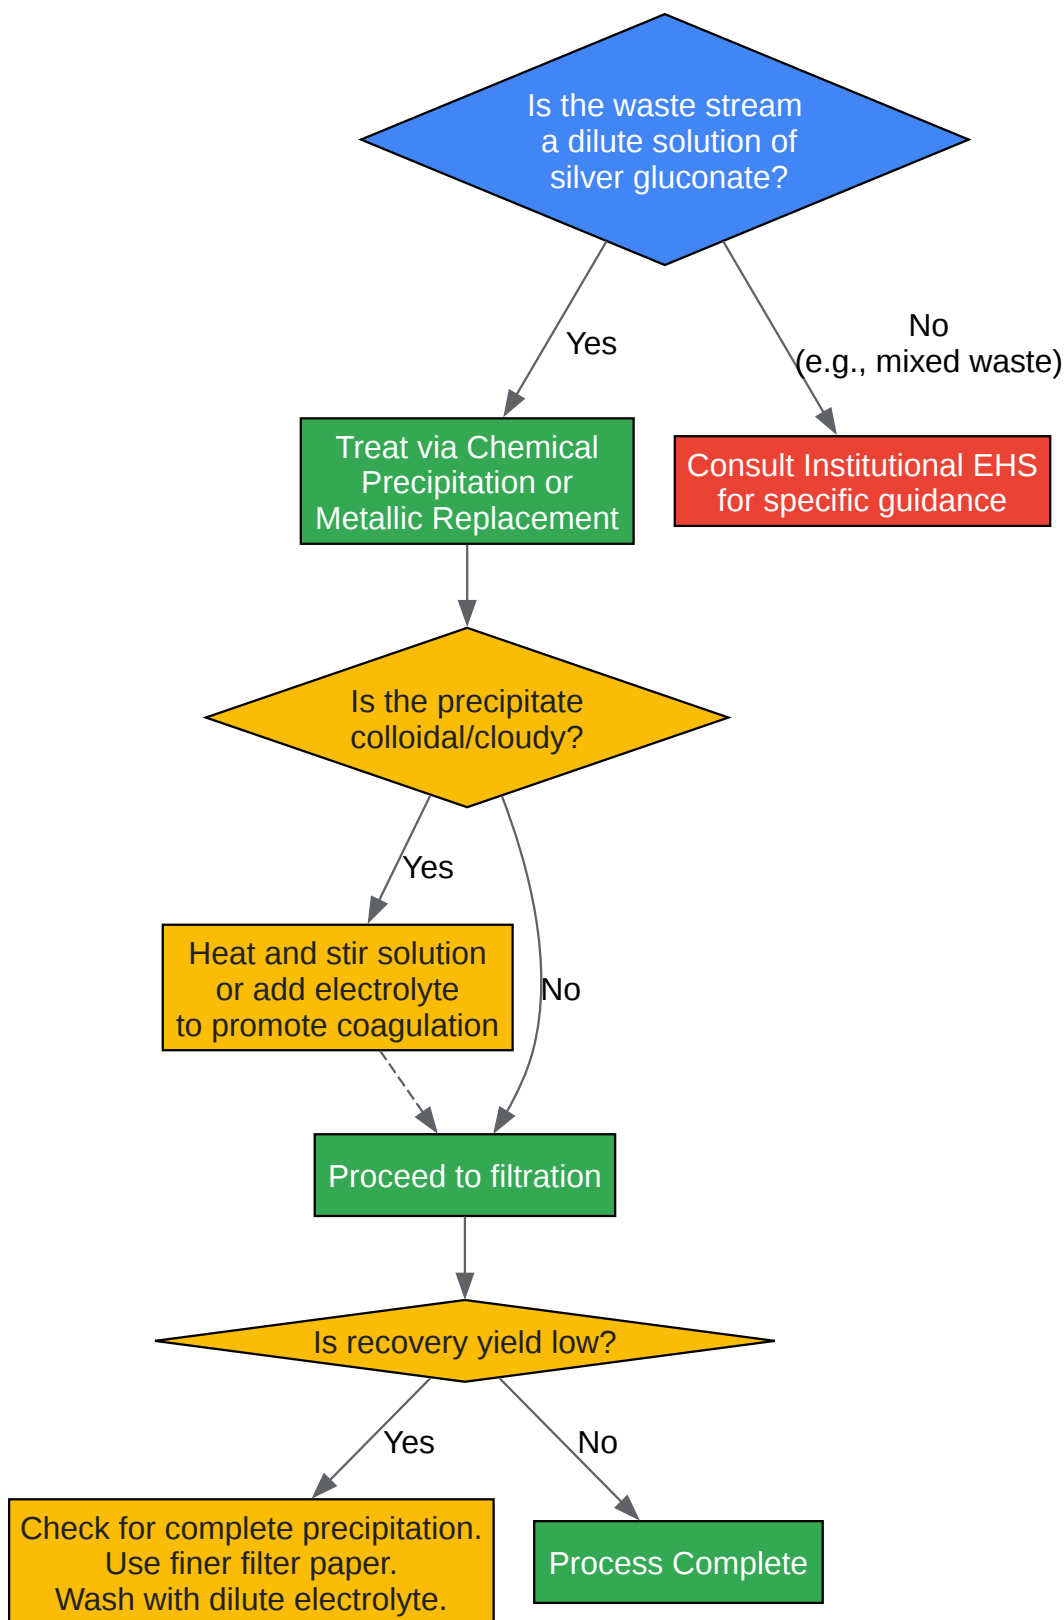 Is the waste stream
a dilute solution of
silver gluconate?
Yes
No
(e.g., mixed waste)
Treat via Chemical
Precipitation or
Metallic Replacement
Consult Institutional EHS
for specific guidance
Is the precipitate
colloidal/cloudy?
Yes
Heat and stir solution
or add electrolyte
to promote coagulation
No
Proceed to filtration
Is recovery yield low?
Yes
No
Check for complete precipitation.
Use finer filter paper.
Wash with dilute electrolyte.
Process Complete